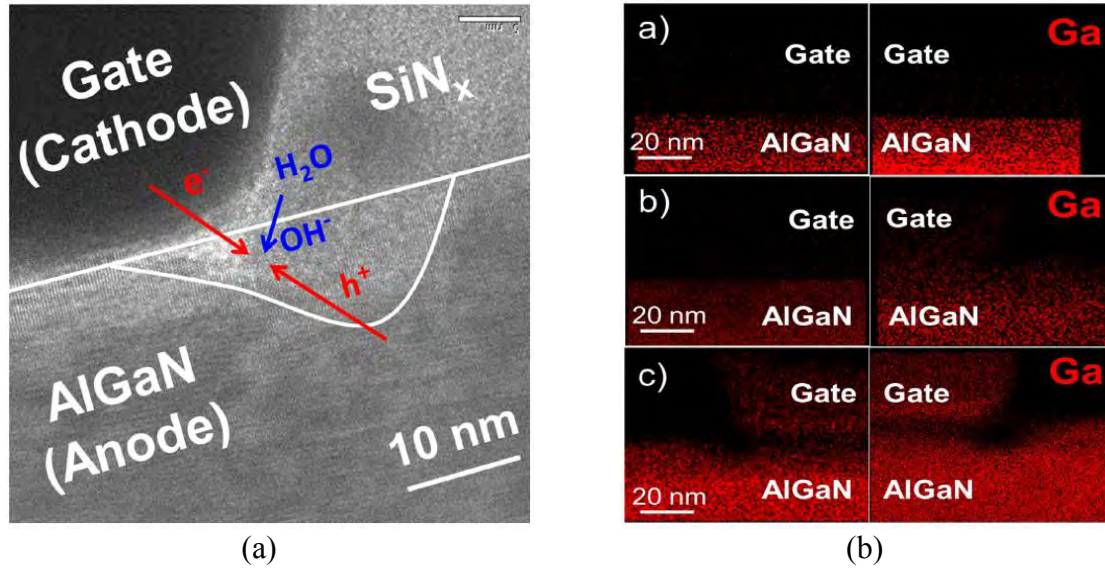 Gate
(Cathode)
SiNₓ
e⁻
H₂O
OH⁻
h⁺
AlGaN
(Anode)
10 nm
(a)
a)
Gate
Gate
Ga
20 nm
AlGaN
AlGaN
b)
Gate
Gate
Ga
20 nm
AlGaN
AlGaN
c)
Gate
Gate
Ga
20 nm
AlGaN
AlGaN
(b)